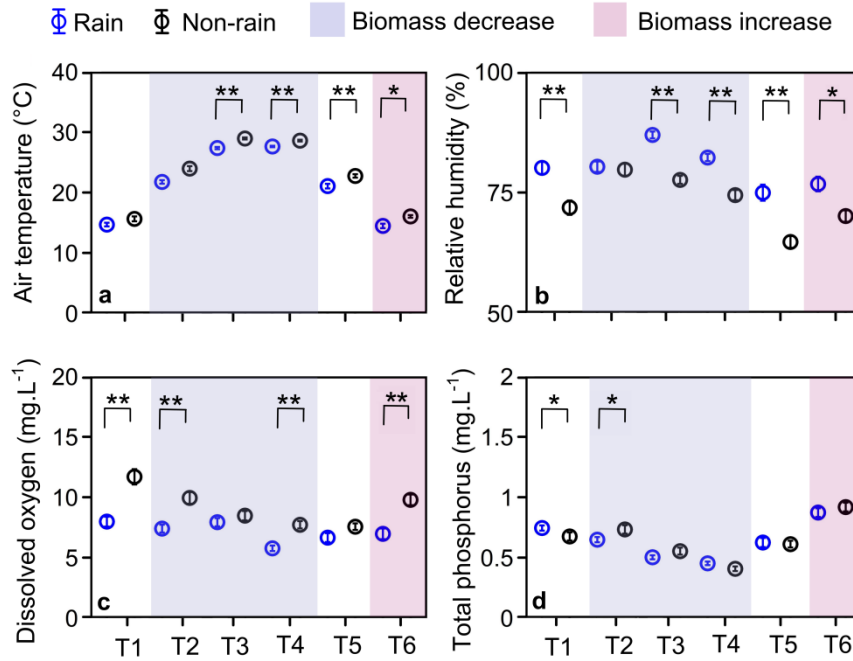 Rain Non-rain Biomass decrease Biomass increase
Air temperature (°C)
40
30
20
10
0
** ** ** *
a
Relative humidity (%)
100
75
50
** ** ** ** *
b
Dissolved oxygen (mg.L⁻¹)
20
15
10
5
0
** ** ** **
c
T1 T2 T3 T4 T5 T6
Total phosphorus (mg.L⁻¹)
2
1.5
1
0.5
0
* *
d
T1 T2 T3 T4 T5 T6